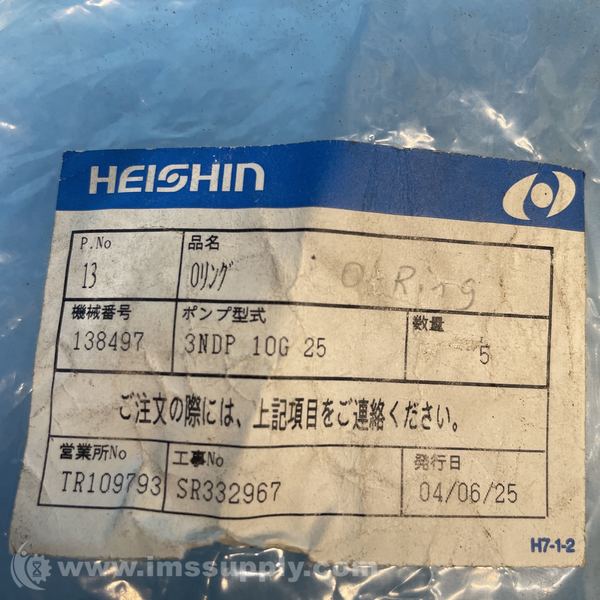 HEISHIN
P.No 品名
13 Oリング O-Ring
機械番号 ポンプ型式 数量
138497 3NDP 10G 25 5
ご注文の際には、上記項目をご連絡ください。
営業所No 工事No 発行日
TR109793 SR332967 04/06/25
H7-1-2
www.imssupply.com